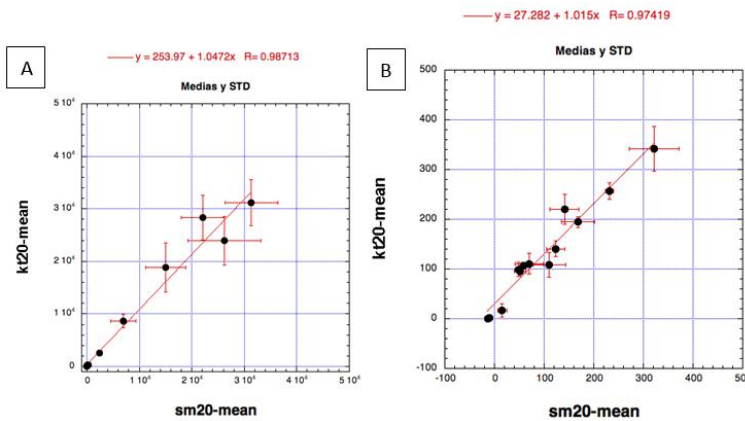 A
y = 253.97 + 1.0472x R= 0.98713
Medias y STD
kt20-mean
5 10⁴
4 10⁴
3 10⁴
2 10⁴
1 10⁴
0
0 1 10⁴ 2 10⁴ 3 10⁴ 4 10⁴ 5 10⁴
sm20-mean
B
y = 27.282 + 1.015x R= 0.97419
Medias y STD
kt20-mean
500
400
300
200
100
0
-100
-100 0 100 200 300 400 500
sm20-mean